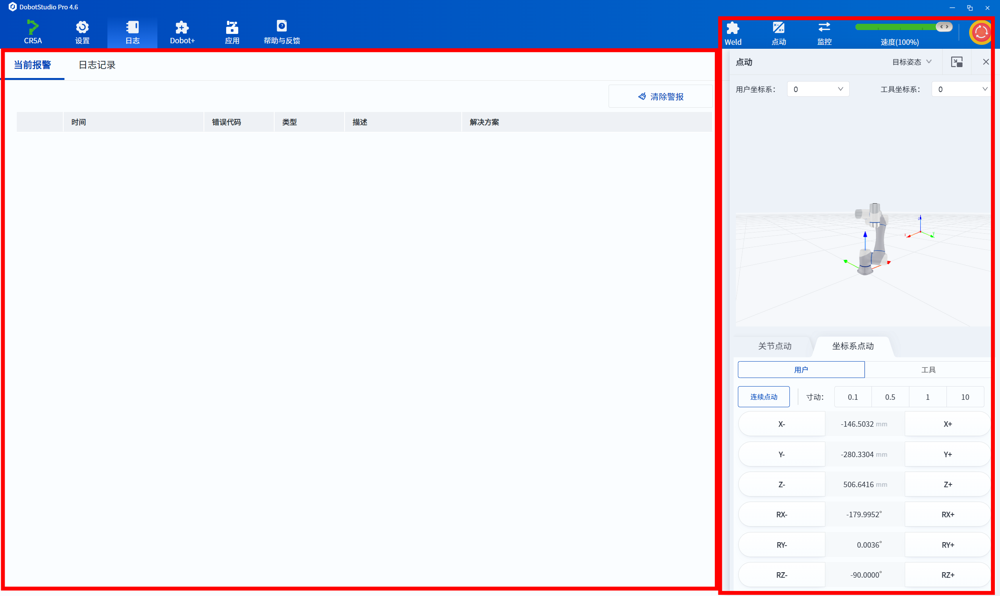 DobotStudio Pro 4.6
CR5A 设置 日志 Dobot+ 应用 帮助与反馈 Weld 点动 监控 速度(100%)
当前报警 日志记录
清除警报
时间 错误代码 类型 描述 解决方案
点动 目标姿态
用户坐标系： 0 工具坐标系： 0
关节点动 坐标系点动
用户 工具
连续点动 寸动： 0.1 0.5 1 10
X- -146.5032 mm X+
Y- -280.3304 mm Y+
Z- 506.6416 mm Z+
RX- -179.9952° RX+
RY- 0.0036° RY+
RZ- -90.0000° RZ+